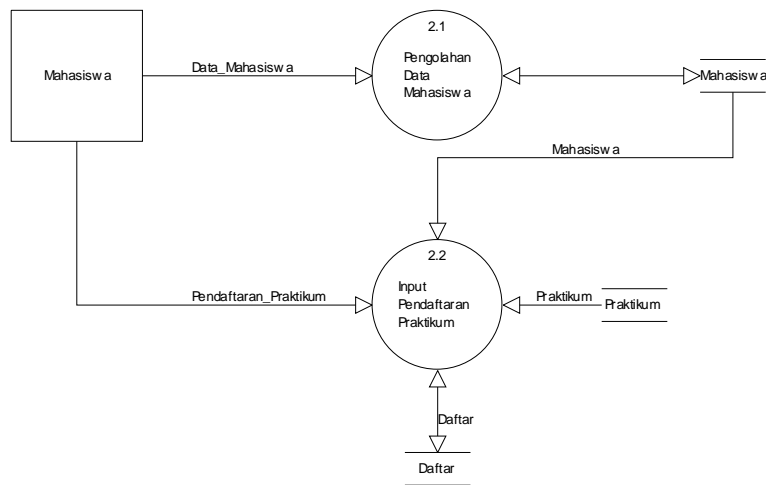 2.1
Pengolahan
Data
Mahasiswa
Mahasiswa
Data_Mahasiswa
Mahasiswa
Mahasiswa
2.2
Input
Pendaftaran
Praktikum
Pendaftaran_Praktikum
Praktikum
Praktikum
Daftar
Daftar